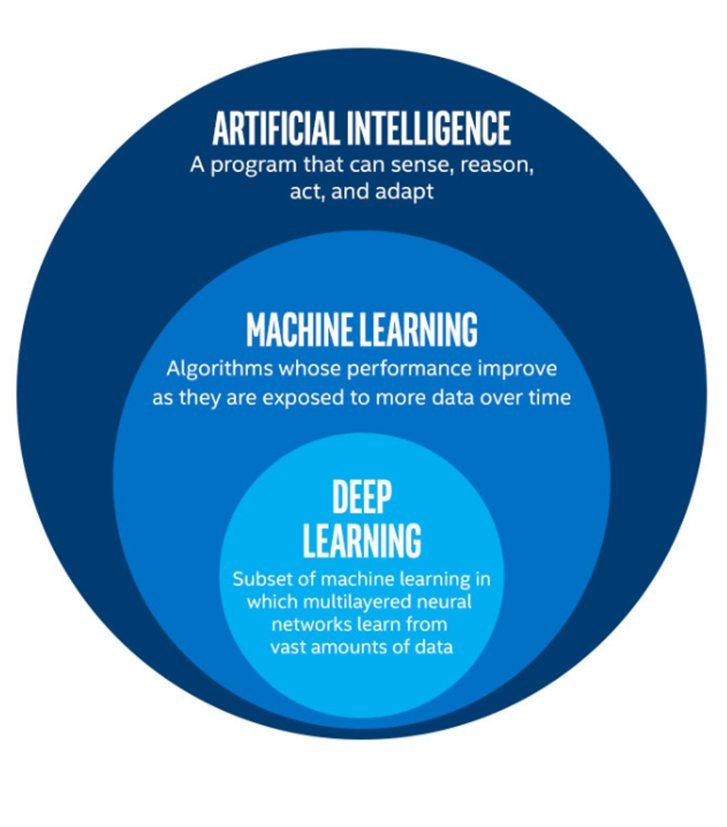 ARTIFICIAL INTELLIGENCE
A program that can sense, reason,
act, and adapt
MACHINE LEARNING
Algorithms whose performance improve
as they are exposed to more data over time
DEEP
LEARNING
Subset of machine learning in
which multilayered neural
networks learn from
vast amounts of data